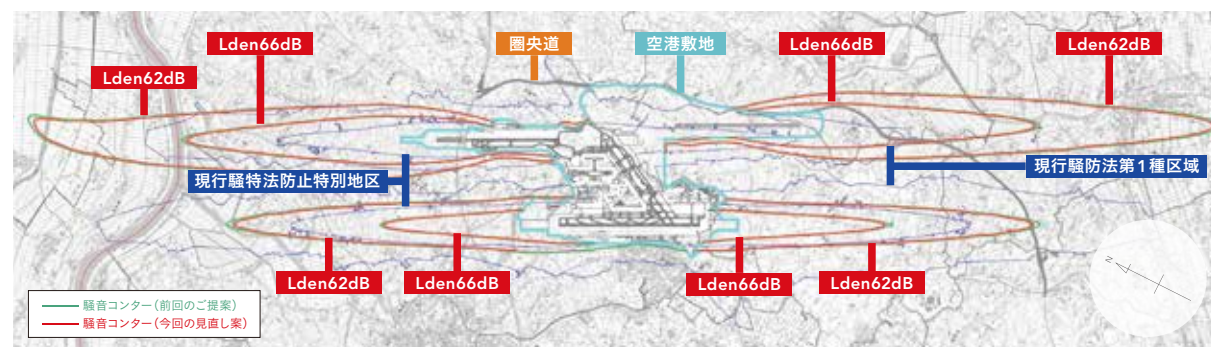 Lden66dB
圏央道
空港敷地
Lden66dB
Lden62dB
Lden62dB
現行騒特法防止特別地区
現行騒防法第1種区域
Lden62dB
Lden66dB
Lden66dB
Lden62dB
騒音コンター(前回のご提案)
騒音コンター(今回の見直し案)
N